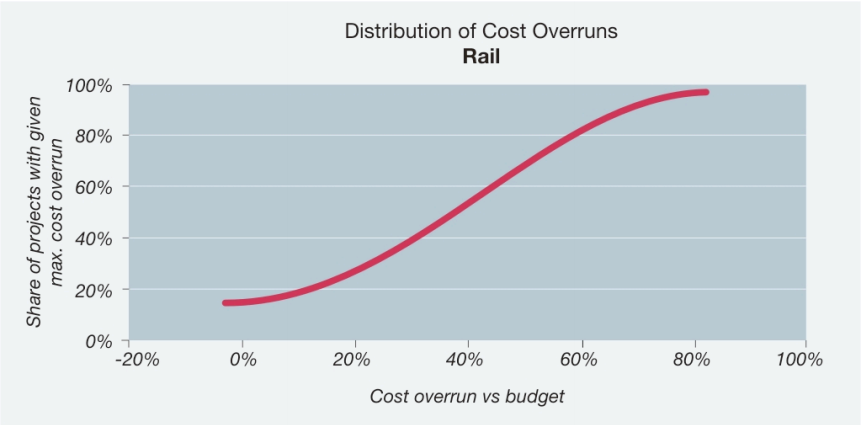 Distribution of Cost Overruns
Rail
Share of projects with given
max. cost overrun
100%
80%
60%
40%
20%
0%
-20%
0%
20%
40%
60%
80%
100%
Cost overrun vs budget